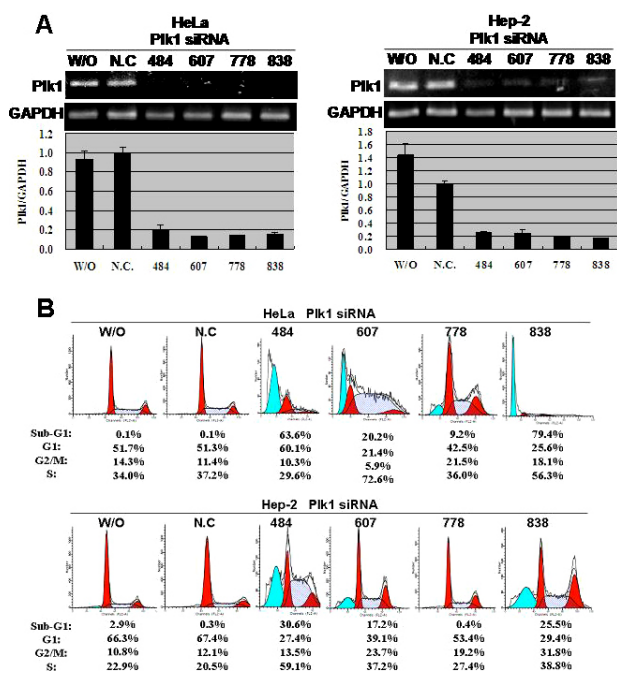 A
HeLa
Plk1 siRNA
W/O N.C 484 607 778 838
Plk1
GAPDH
Plk1/GAPDH
1.2
1.0
0.8
0.6
0.4
0.2
0
W/O N.C. 484 607 778 838
Hep-2
Plk1 siRNA
W/O N.C 484 607 778 838
Plk1
GAPDH
Plk1/GAPDH
1.8
1.6
1.4
1.2
1.0
0.8
0.6
0.4
0.2
0
W/O N.C. 484 607 778 838
B
HeLa Plk1 siRNA
W/O N.C 484 607 778 838
Sub-G1: 0.1% 0.1% 63.6% 20.2% 9.2% 79.4%
G1: 51.7% 51.3% 60.1% 21.4% 42.5% 25.6%
G2/M: 14.3% 11.4% 10.3% 5.9% 21.5% 18.1%
S: 34.0% 37.2% 29.6% 72.6% 36.0% 56.3%
Hep-2 Plk1 siRNA
W/O N.C 484 607 778 838
Sub-G1: 2.9% 0.3% 30.6% 17.2% 0.4% 25.5%
G1: 66.3% 67.4% 27.4% 39.1% 53.4% 29.4%
G2/M: 10.8% 12.1% 13.5% 23.7% 19.2% 31.8%
S: 22.9% 20.5% 59.1% 37.2% 27.4% 38.8%